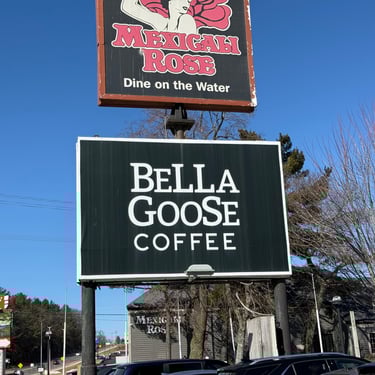 MEXICALI
ROSE
Dine on the Water
BELLA
GOOSE
COFFEE
MEXICALI
ROSE